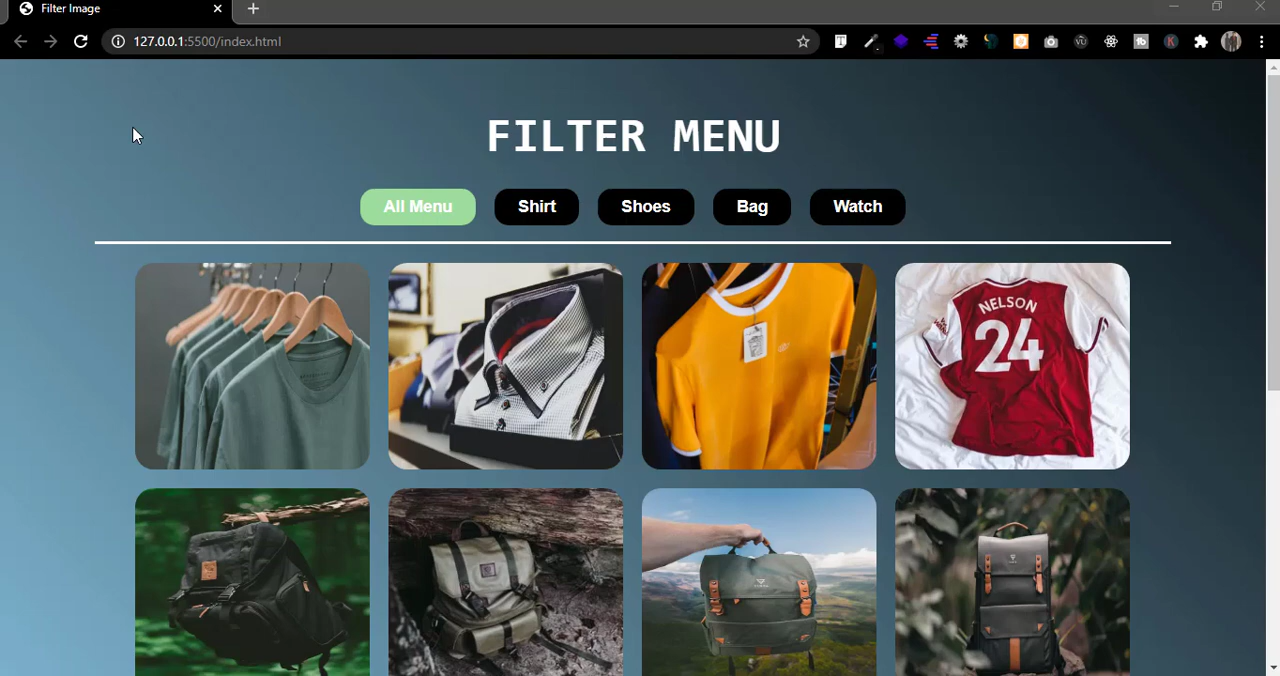 Filter Image
127.0.0.1:5500/index.html
FILTER MENU
All Menu Shirt Shoes Bag Watch
NELSON
24